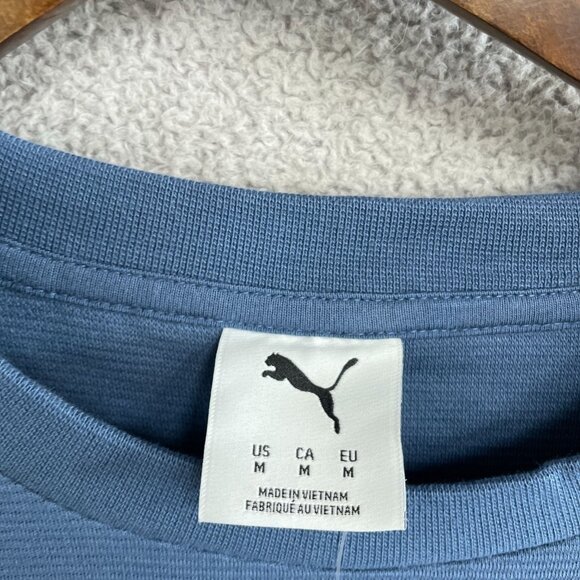 US CA EU
M M M
MADE IN VIETNAM
FABRIQUÉ AU VIETNAM